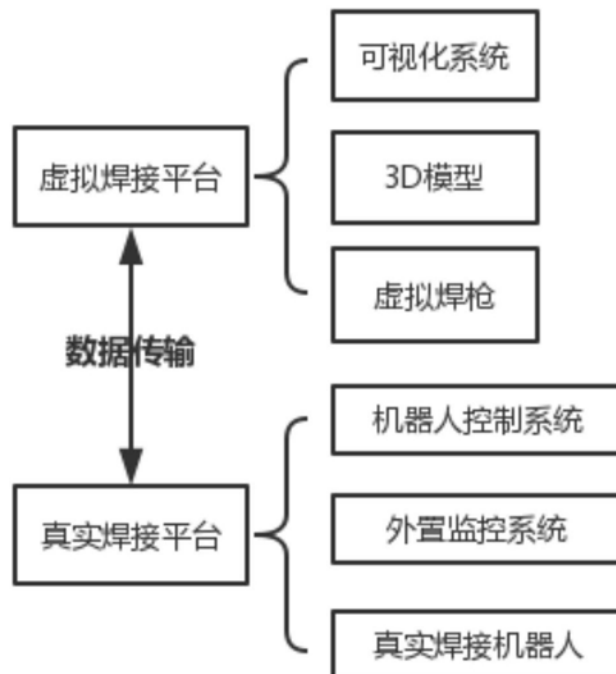 可视化系统
虚拟焊接平台
3D模型
虚拟焊枪
数据传输
机器人控制系统
外置监控系统
真实焊接平台
真实焊接机器人